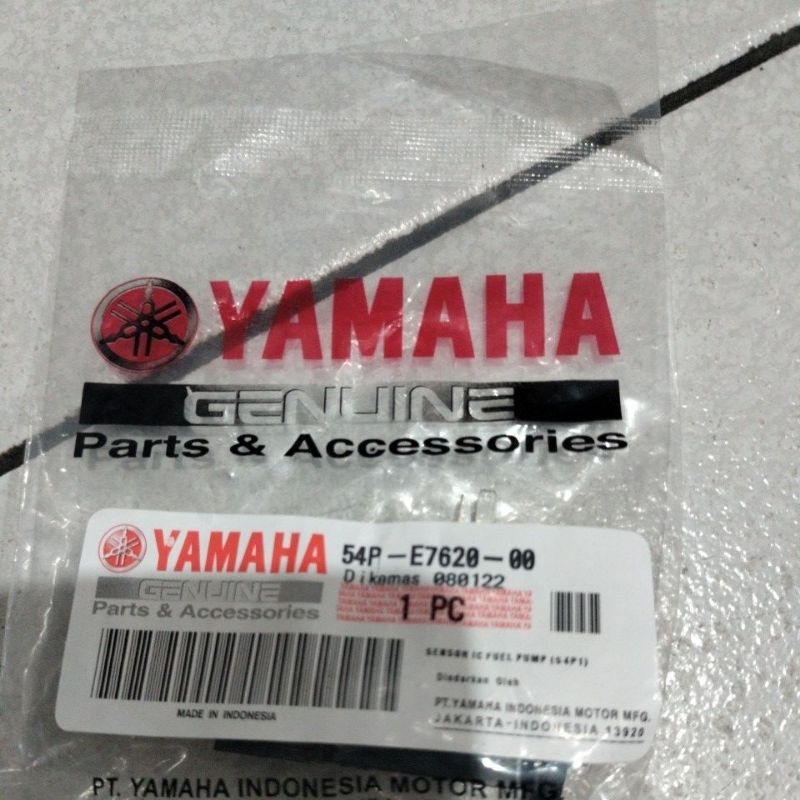 YAMAHA
GENUINE
Parts & Accessories
YAMAHA 54P-E7620-00
GENUINE Dikemas 080122
Parts & Accessories 1 PC
SENSOR IC FUEL PUMP (54P1)
Diedarkan Oleh
MADE IN INDONESIA
PT.YAMAHA INDONESIA MOTOR MFG.
JAKARTA-INDONESIA 13920
PT. YAMAHA INDONESIA MOTOR MFG